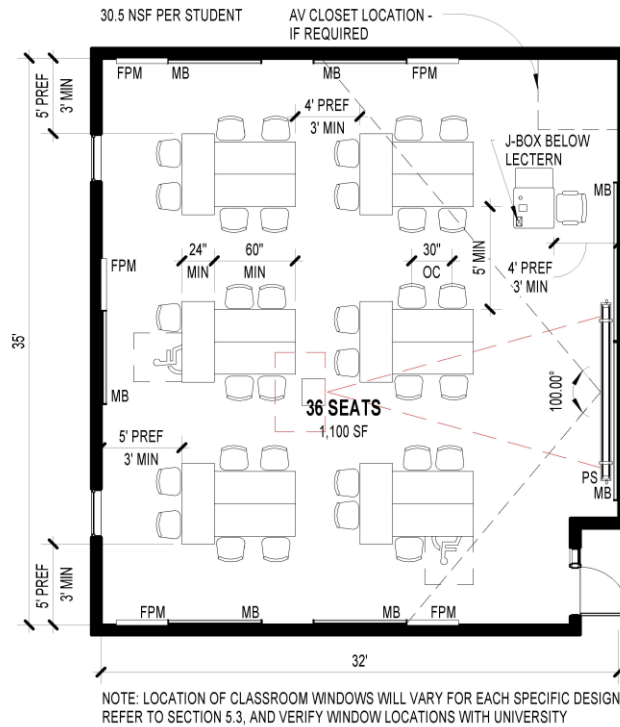 30.5 NSF PER STUDENT
AV CLOSET LOCATION -
IF REQUIRED
FPM
MB
MB
FPM
5' PREF
3' MIN
4' PREF
3' MIN
J-BOX BELOW
LECTERN
MB
24"
MIN
60"
MIN
30"
OC
5' MIN
4' PREF
3' MIN
FPM
35'
MB
36 SEATS
1,100 SF
100.00°
5' PREF
3' MIN
PS
MB
5' PREF
3' MIN
FPM
MB
MB
FPM
32'
NOTE: LOCATION OF CLASSROOM WINDOWS WILL VARY FOR EACH SPECIFIC DESIGN
REFER TO SECTION 5.3, AND VERIFY WINDOW LOCATIONS WITH UNIVERSITY